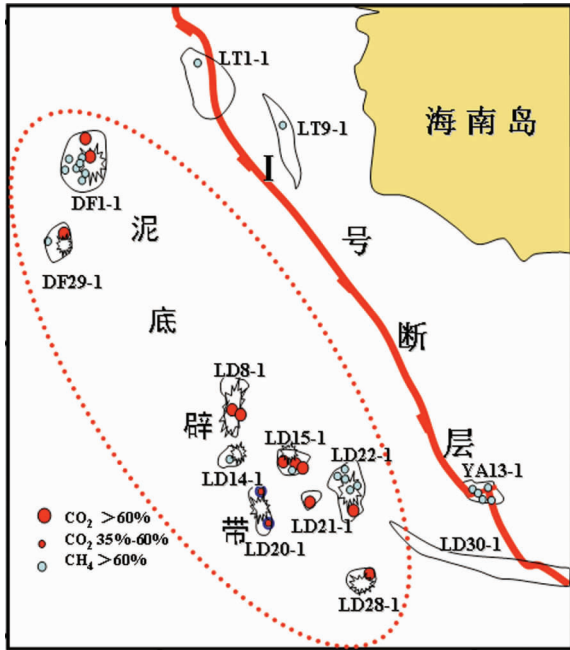 LT1-1
海南岛
LT9-1
I
号
断
层
DF1-1
泥
底
辟
带
DF29-1
LD8-1
LD15-1
LD22-1
LD14-1
YA13-1
LD21-1
LD20-1
LD30-1
LD28-1
CO₂ >60%
CO₂ 35%-60%
CH₄ >60%